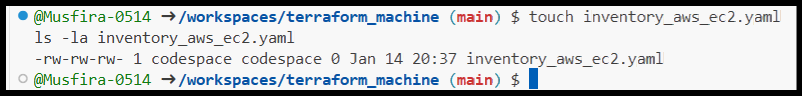 @Musfira-0514 ➜/workspaces/terraform_machine (main) $ touch inventory_aws_ec2.yaml
ls -la inventory_aws_ec2.yaml
-rw-rw-rw- 1 codespace codespace 0 Jan 14 20:37 inventory_aws_ec2.yaml
@Musfira-0514 ➜/workspaces/terraform_machine (main) $